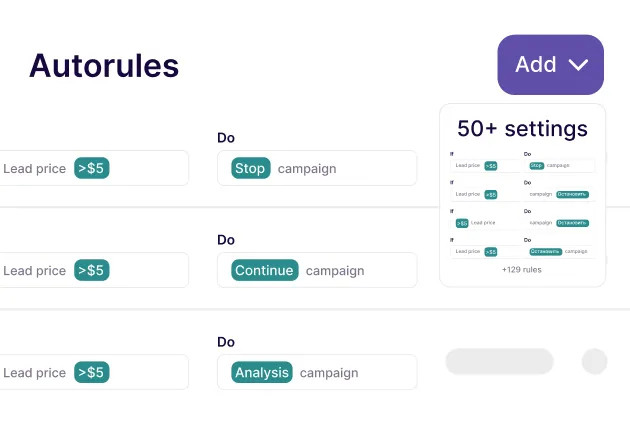 Autorules
Add
Do
Lead price >$5
Stop campaign
Do
Lead price >$5
Continue campaign
Do
Lead price >$5
Analysis campaign
50+ settings
If Do
Lead price >$5 Stop campaign
If Do
Lead price >$5 campaign Остановить
If Do
>$5 Lead price campaign Остановить
If Do
Lead price >$5 Остановить campaign
+129 rules